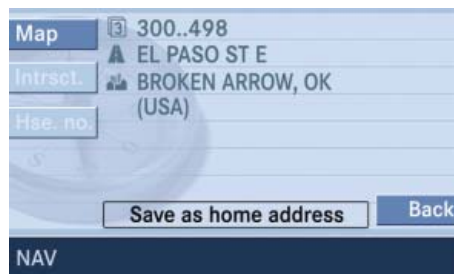 Map
3 300..498
EL PASO ST E
Intrsct.
BROKEN ARROW, OK
(USA)
Hse. no.
Save as home address
Back
NAV